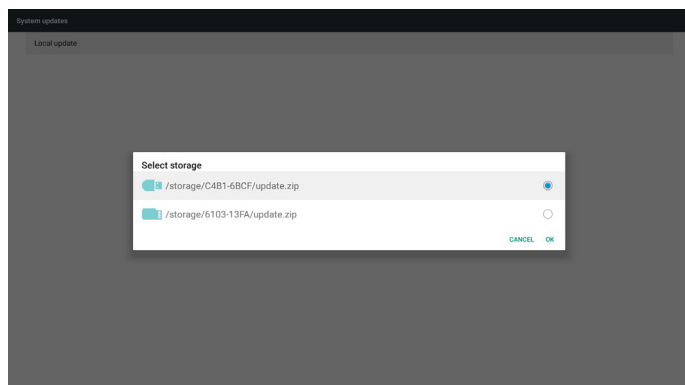 System updates
Local update
Select storage
/storage/C4B1-6BCF/update.zip
/storage/6103-13FA/update.zip
CANCEL OK